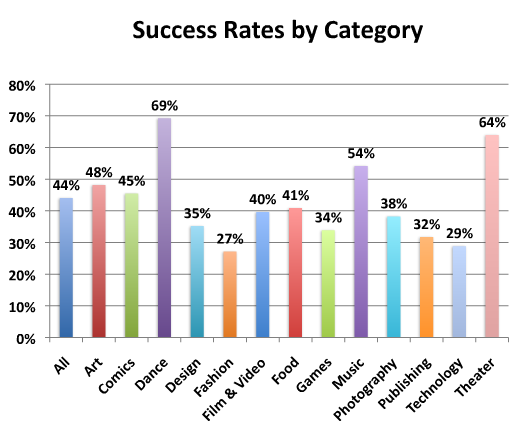 Success Rates by Category
80%
70%
60%
50%
40%
30%
20%
10%
0%
44%
48%
45%
69%
35%
27%
40%
41%
34%
54%
38%
32%
29%
64%
All
Art
Comics
Dance
Design
Fashion
Film & Video
Food
Games
Music
Photography
Publishing
Technology
Theater